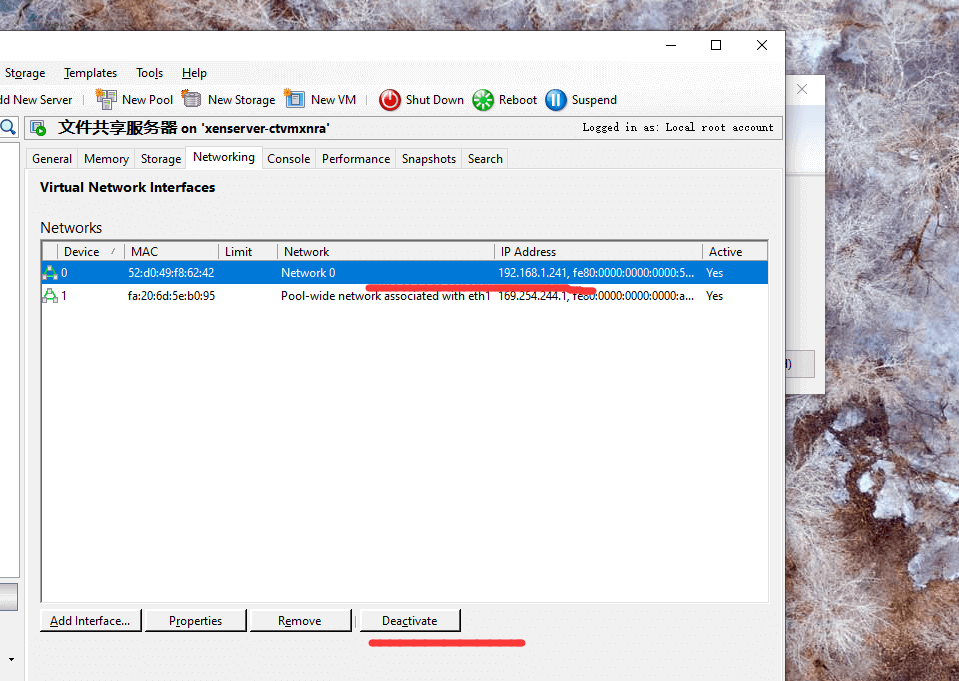 Storage Templates Tools Help
dd New Server New Pool New Storage New VM Shut Down Reboot Suspend
文件共享服务器 on 'xenserver-ctvmxnra' Logged in as: Local root account
General Memory Storage Networking Console Performance Snapshots Search
Virtual Network Interfaces
Networks
Device MAC Limit Network IP Address Active
0 52:d0:49:f8:62:42 Network 0 192.168.1.241, fe80:0000:0000:0000:5... Yes
1 fa:20:6d:5e:b0:95 Pool-wide network associated with eth1 169.254.244.1, fe80:0000:0000:0000:a... Yes
Add Interface... Properties Remove Deactivate